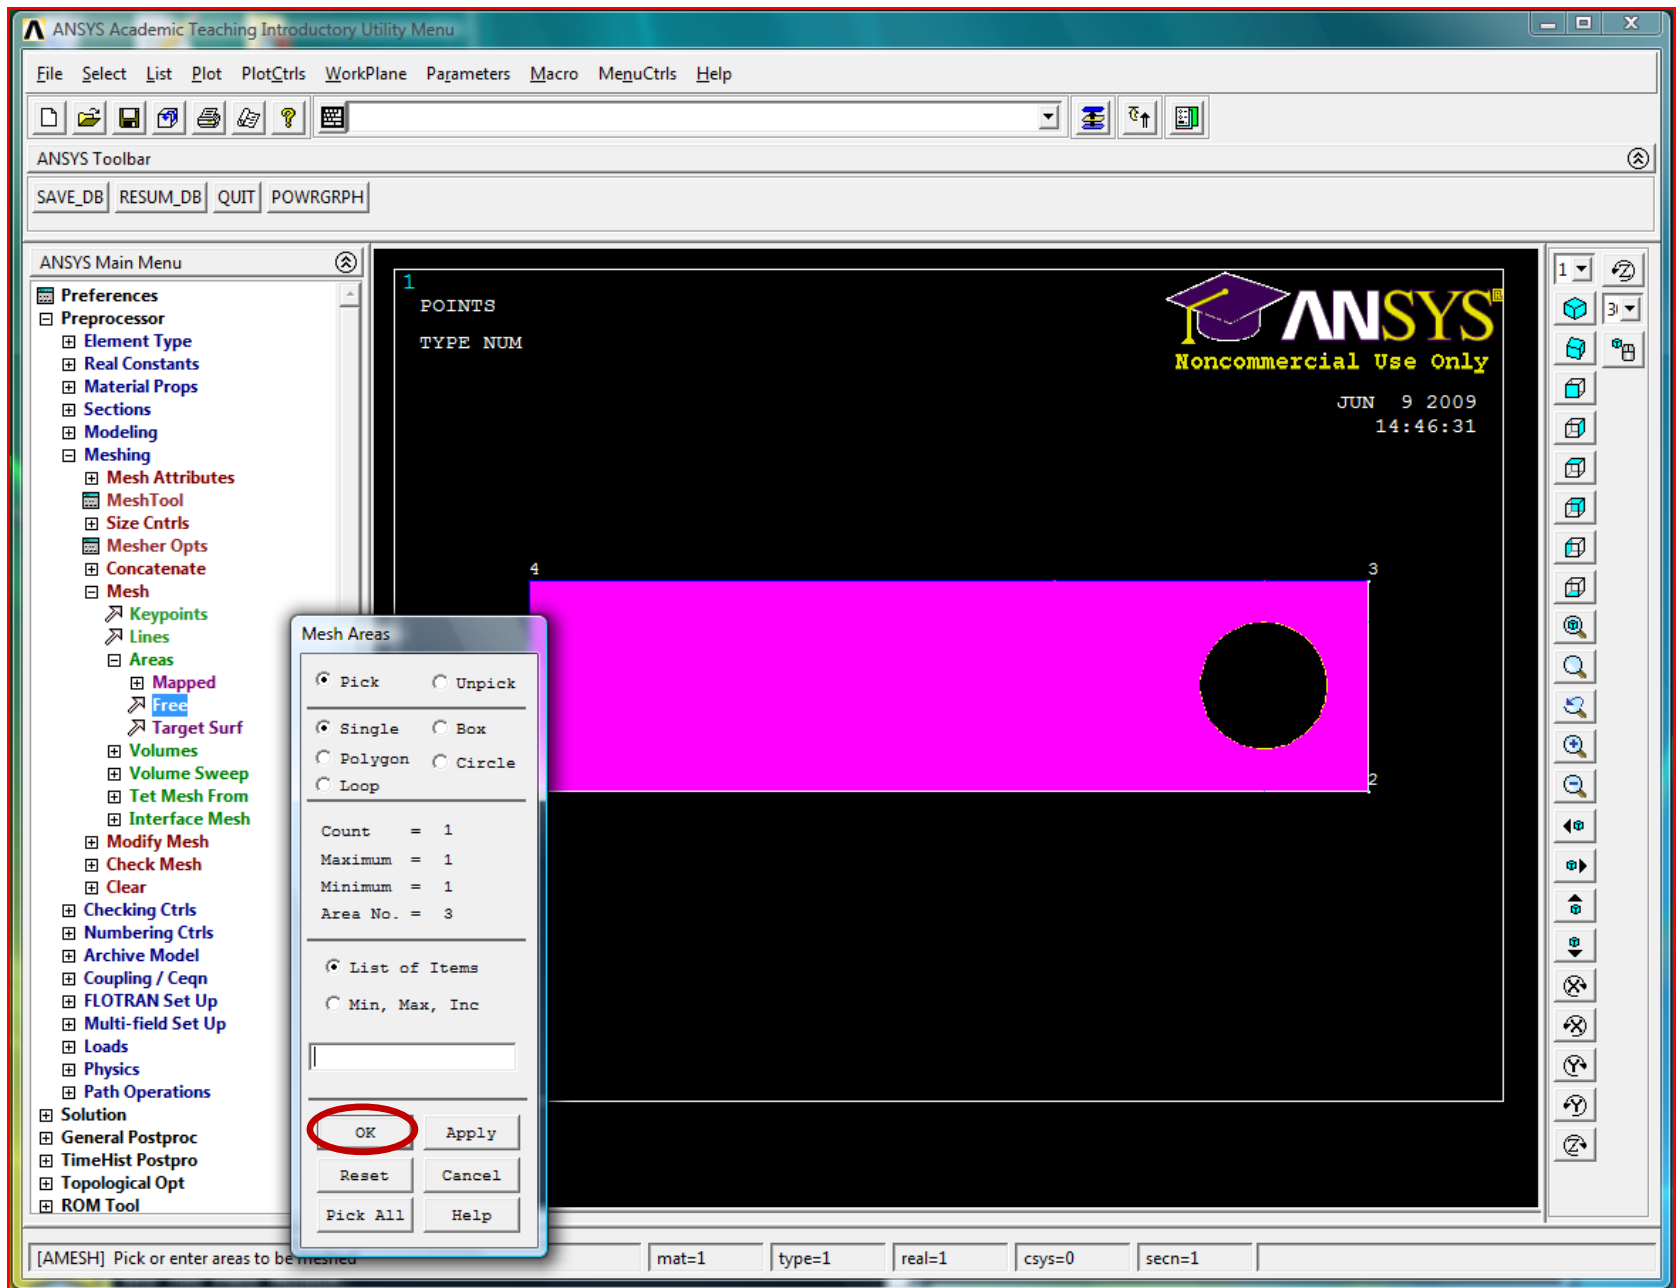 ANSYS Academic Teaching Introductory Utility Menu
File Select List Plot PlotCtrls WorkPlane Parameters Macro MenuCtrls Help
ANSYS Toolbar
SAVE_DB RESUM_DB QUIT POWRGRPH
ANSYS Main Menu
Preferences
Preprocessor
Element Type
Real Constants
Material Props
Sections
Modeling
Meshing
Mesh Attributes
MeshTool
Size Cntrls
Mesher Opts
Concatenate
Mesh
Keypoints
Lines
Areas
Mapped
Free
Target Surf
Volumes
Volume Sweep
Tet Mesh From
Interface Mesh
Modify Mesh
Check Mesh
Clear
Checking Ctrls
Numbering Ctrls
Archive Model
Coupling / Ceqn
FLOTRAN Set Up
Multi-field Set Up
Loads
Physics
Path Operations
Solution
General Postproc
TimeHist Postpro
Topological Opt
ROM Tool
Mesh Areas
Pick Unpick
Single Box
Polygon Circle
Loop
Count = 1
Maximum = 1
Minimum = 1
Area No. = 3
List of Items
Min, Max, Inc
OK Apply
Reset Cancel
Pick All Help
1
POINTS
TYPE NUM
ANSYS®
Noncommercial Use Only
JUN 9 2009
14:46:31
4 3
2
1
3
[AMESH] Pick or enter areas to be meshed
mat=1 type=1 real=1 csys=0 secn=1